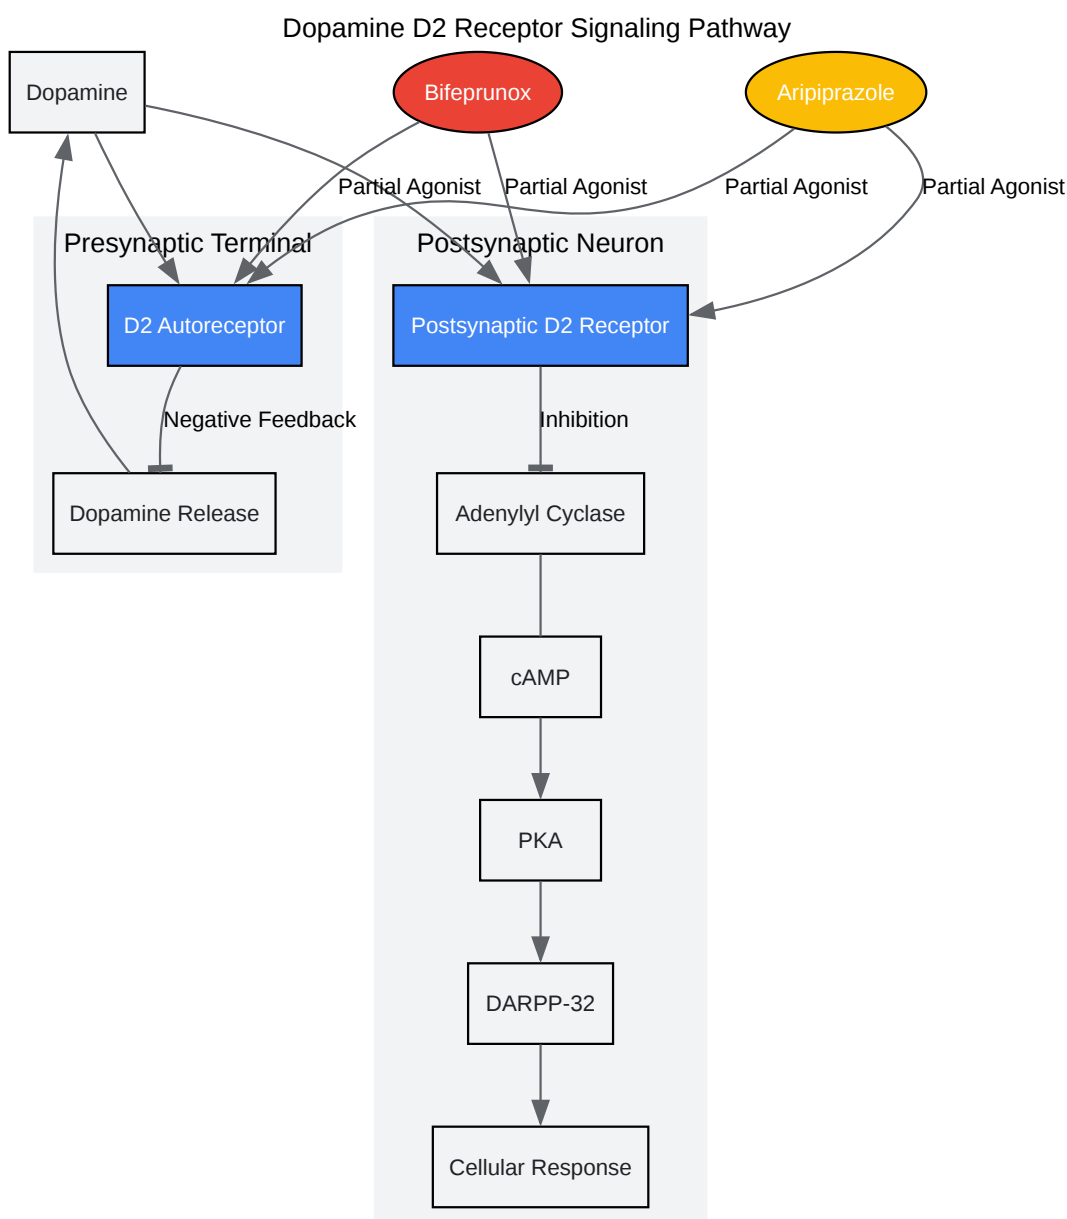 Dopamine D2 Receptor Signaling Pathway
Dopamine
Bifeprunox
Aripiprazole
Partial Agonist
Partial Agonist
Partial Agonist
Partial Agonist
Presynaptic Terminal
Postsynaptic Neuron
D2 Autoreceptor
Postsynaptic D2 Receptor
Negative Feedback
Inhibition
Dopamine Release
Adenylyl Cyclase
cAMP
PKA
DARPP-32
Cellular Response